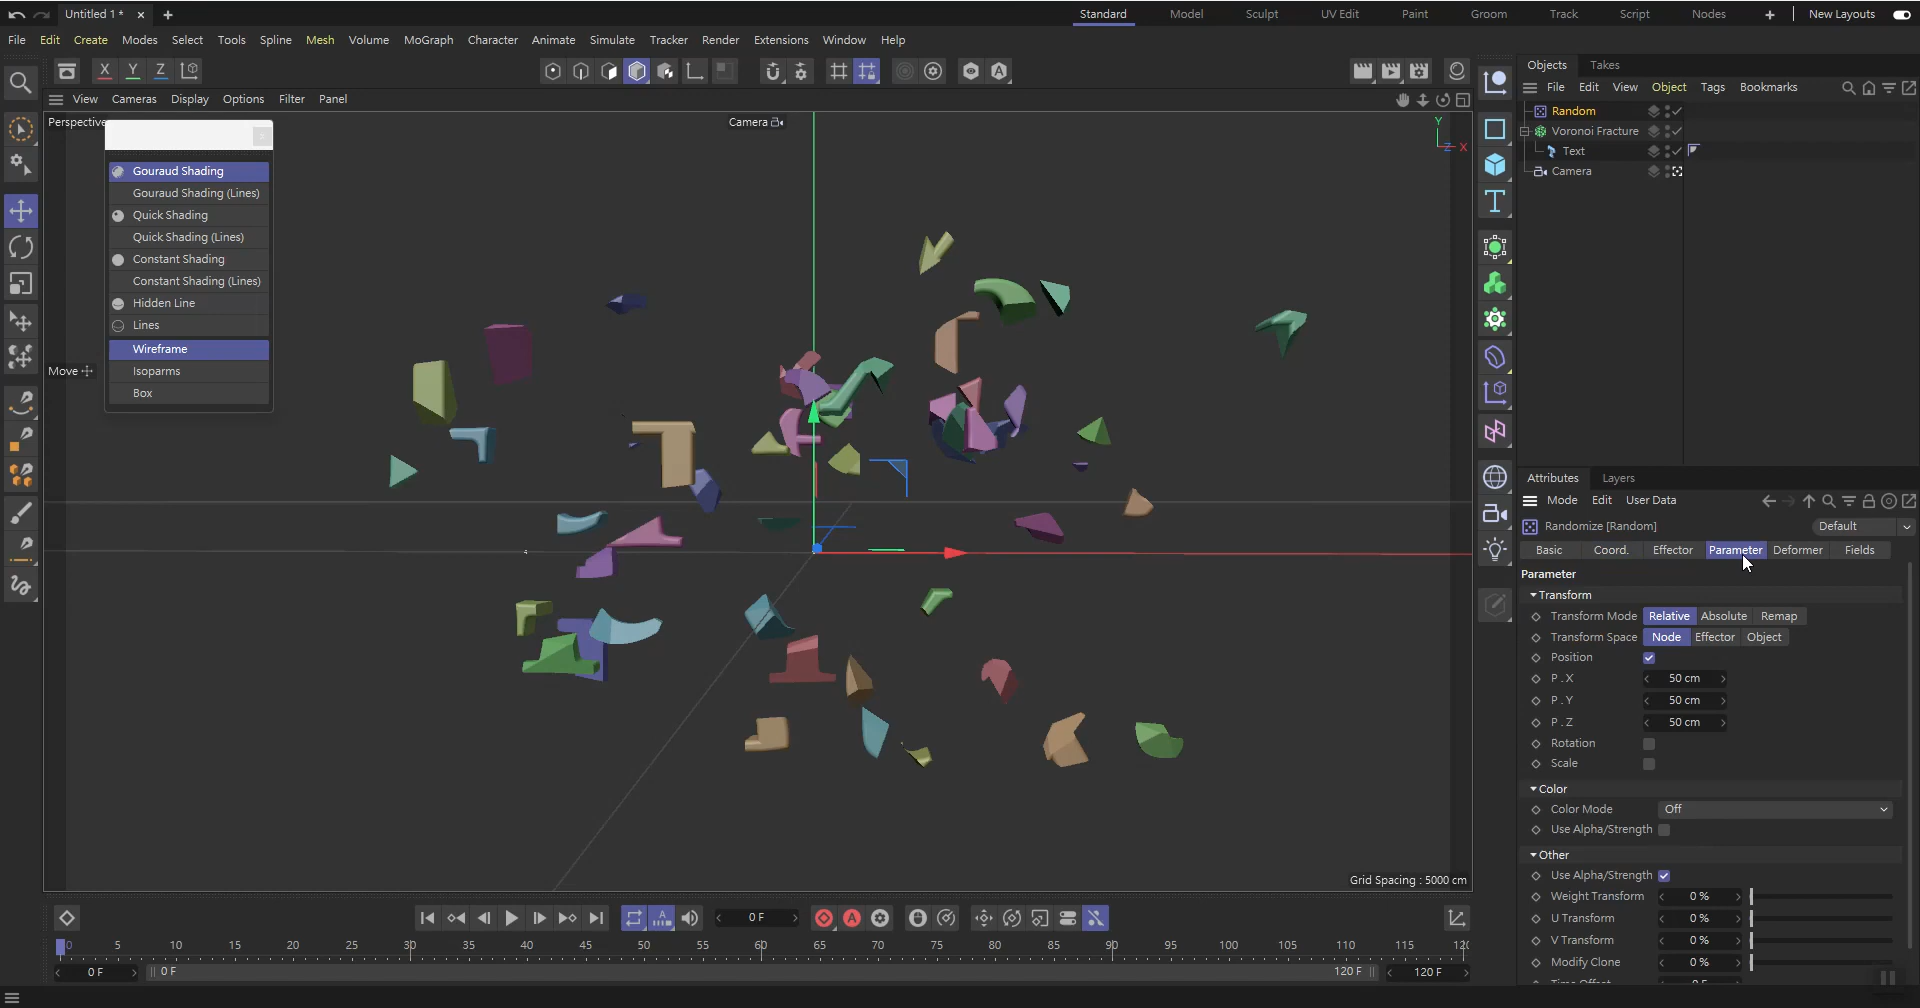 Untitled 1 *
Standard
Model
Sculpt
UV Edit
Paint
Groom
Track
Script
Nodes
New Layouts
File Edit Create Modes Select Tools Spline Mesh Volume MoGraph Character Animate Simulate Tracker Render Extensions Window Help
X Y Z
View Cameras Display Options Filter Panel
Perspective
Camera
Y
Z X
Move
Gouraud Shading
Gouraud Shading (Lines)
Quick Shading
Quick Shading (Lines)
Constant Shading
Constant Shading (Lines)
Hidden Line
Lines
Wireframe
Isoparms
Box
Grid Spacing : 5000 cm
Objects Takes
File Edit View Object Tags Bookmarks
Random
Voronoi Fracture
Text
Camera
Attributes Layers
Mode Edit User Data
Randomize [Random]
Default
Basic Coord. Effector Parameter Deformer Fields
Parameter
Transform
Transform Mode Relative Absolute Remap
Transform Space Node Effector Object
Position
P . X 50 cm
P . Y 50 cm
P . Z 50 cm
Rotation
Scale
Color
Color Mode Off
Use Alpha/Strength
Other
Use Alpha/Strength
Weight Transform 0 %
U Transform 0 %
V Transform 0 %
Modify Clone 0 %
Time Offset 0 F
0 F
0 5 10 15 20 25 30 35 40 45 50 55 60 65 70 75 80 85 90 95 100 105 110 115 120
0 F
0 F
120 F
120 F